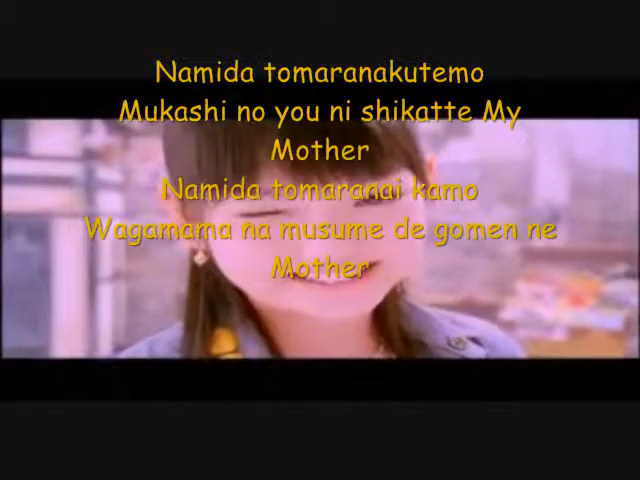 Namida tomaranakutemo
Mukashi no you ni shikatte My
Mother
Namida tomaranai kamo
Wagamama na musume de gomen ne
Mother